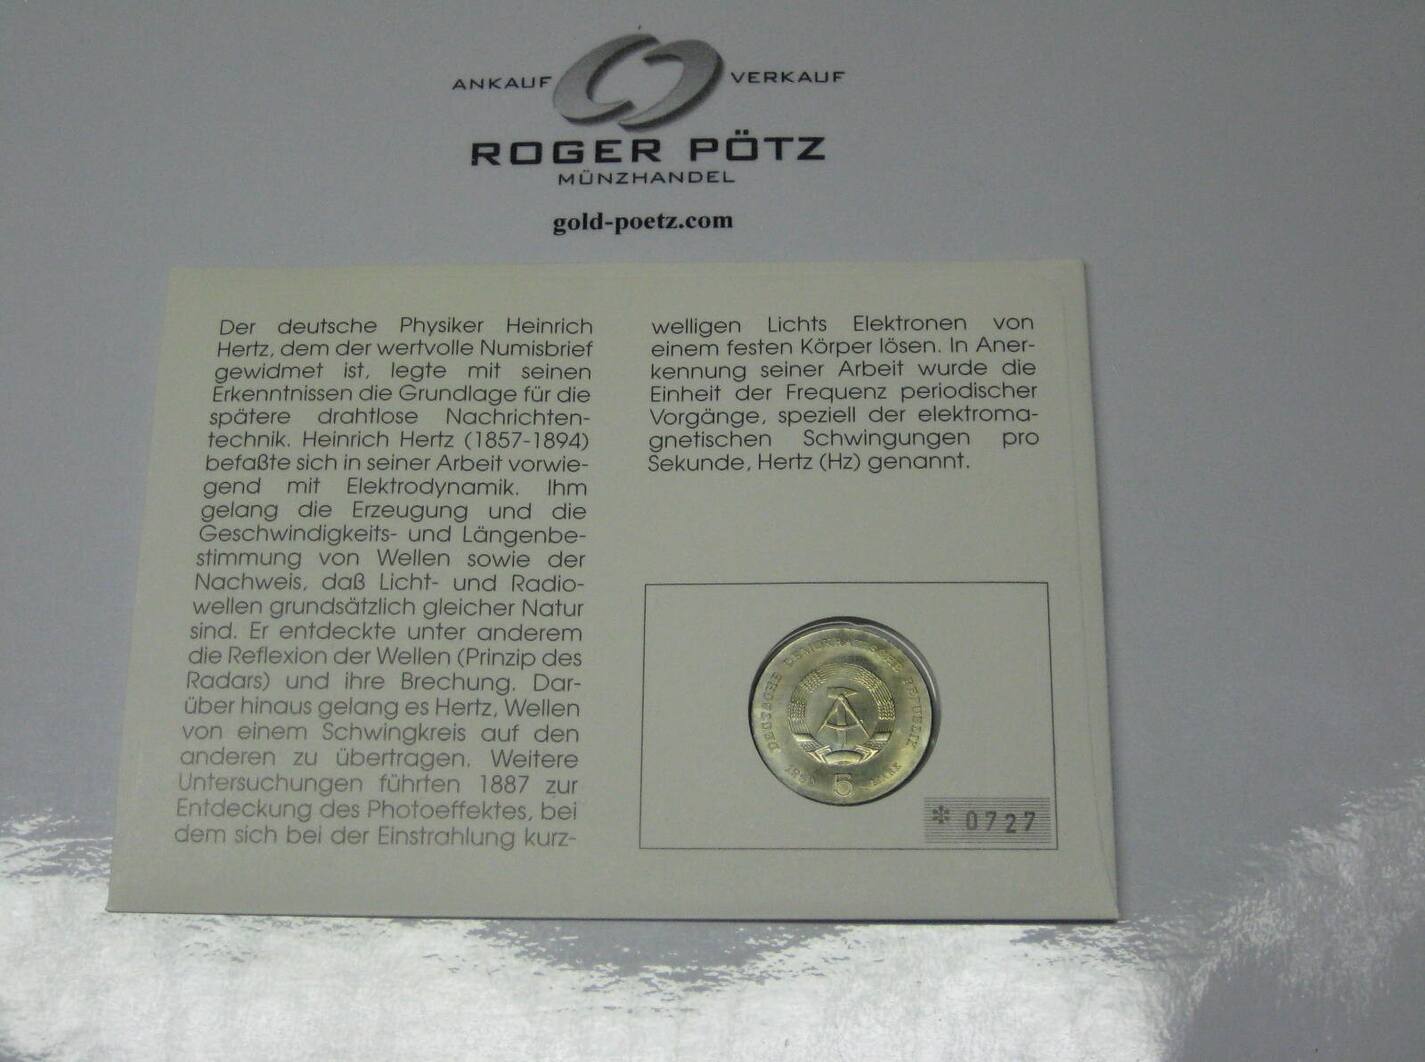 ANKAUF VERKAUF
ROGER PÖTZ
MÜNZHANDEL
gold-poetz.com
Der deutsche Physiker Heinrich
Hertz, dem der wertvolle Numisbrief
gewidmet ist, legte mit seinen
Erkenntnissen die Grundlage für die
spätere drahtlose Nachrichten-
technik. Heinrich Hertz (1857-1894)
befaßte sich in seiner Arbeit vorwie-
gend mit Elektrodynamik. Ihm
gelang die Erzeugung und die
Geschwindigkeits- und Längenbe-
stimmung von Wellen sowie der
Nachweis, daß Licht- und Radio-
wellen grundsätzlich gleicher Natur
sind. Er entdeckte unter anderem
die Reflexion der Wellen (Prinzip des
Radars) und ihre Brechung. Dar-
über hinaus gelang es Hertz, Wellen
von einem Schwingkreis auf den
anderen zu übertragen. Weitere
Untersuchungen führten 1887 zur
Entdeckung des Photoeffektes, bei
dem sich bei der Einstrahlung kurz-
welligen Lichts Elektronen von
einem festen Körper lösen. In Aner-
kennung seiner Arbeit wurde die
Einheit der Frequenz periodischer
Vorgänge, speziell der elektroma-
gnetischen Schwingungen pro
Sekunde, Hertz (Hz) genannt.
DEUTSCHE DEMOKRATISCHE REPUBLIK
5 MARK
* 0727